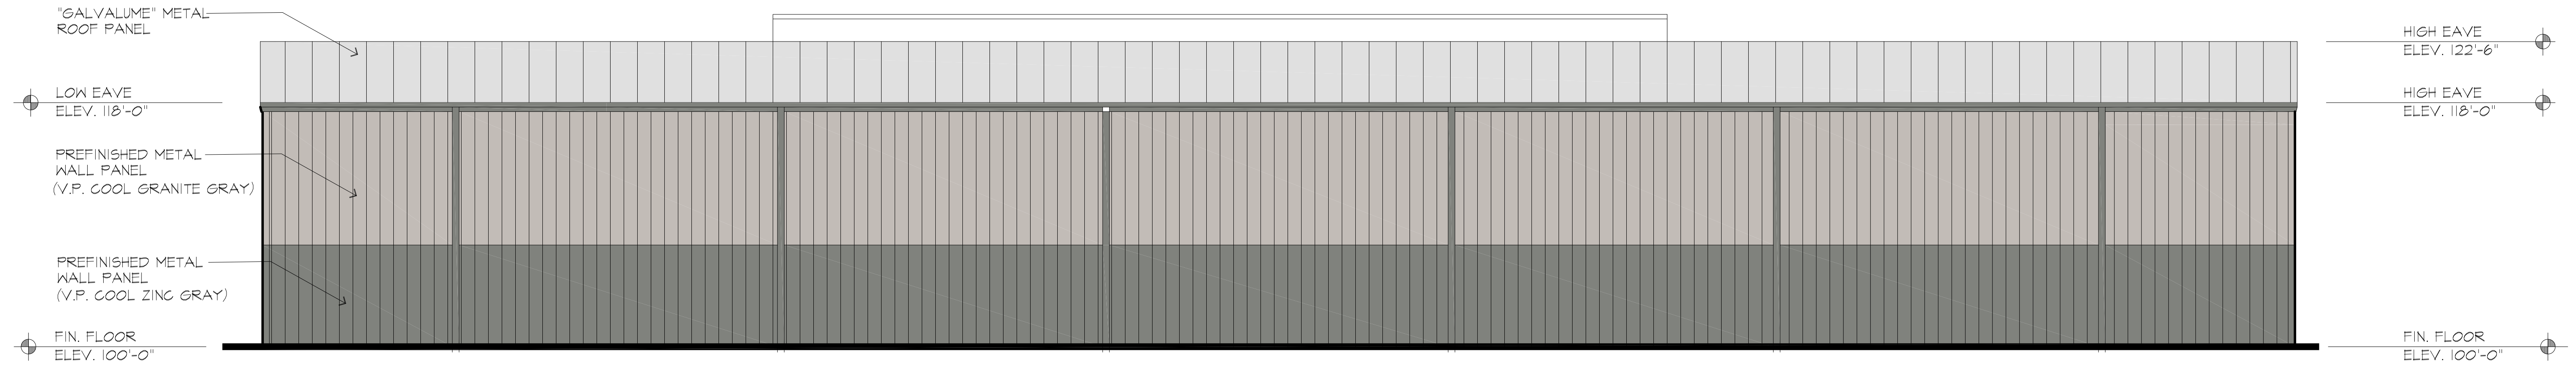 "GALVALUME" METAL
ROOF PANEL
LOW EAVE
ELEV. 118'-0"
PREFINISHED METAL
WALL PANEL
(V.P. COOL GRANITE GRAY)
PREFINISHED METAL
WALL PANEL
(V.P. COOL ZINC GRAY)
FIN. FLOOR
ELEV. 100'-0"
HIGH EAVE
ELEV. 122'-6"
HIGH EAVE
ELEV. 118'-0"
FIN. FLOOR
ELEV. 100'-0"